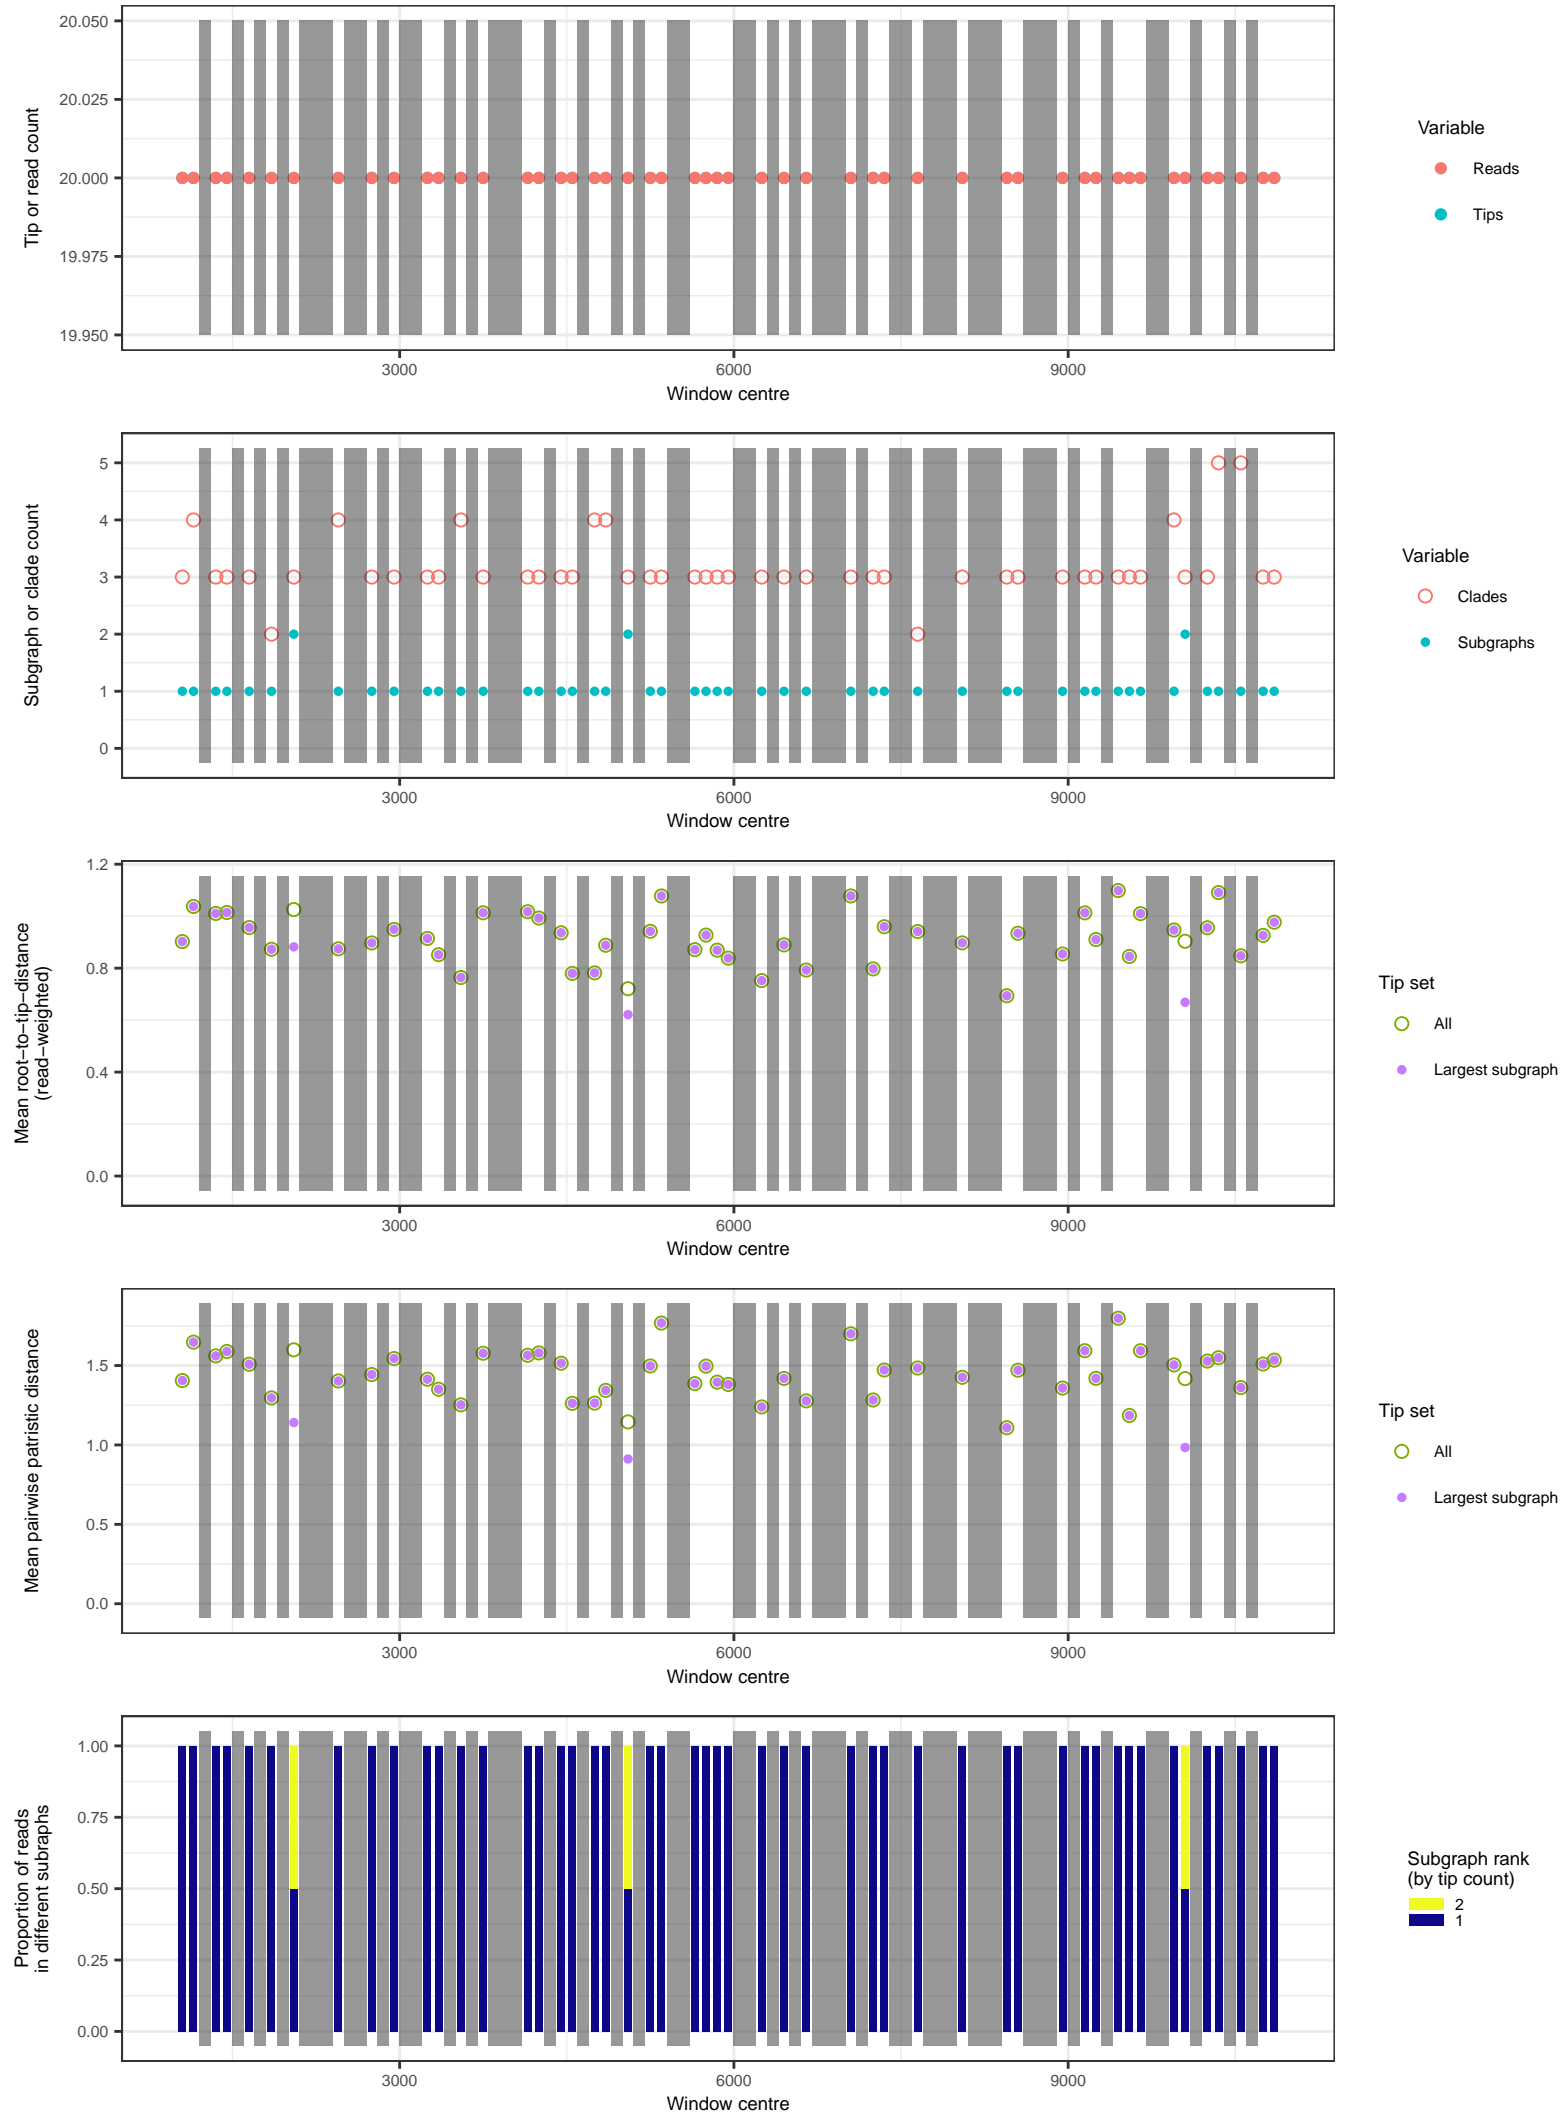 20.050
20.025
20.000
19.975
19.950
Tip or read count
3000
6000
9000
Window centre
Variable
Reads
Tips
5
4
3
2
1
0
Subgraph or clade count
3000
6000
9000
Window centre
Variable
Clades
Subgraphs
1.2
0.8
0.4
0.0
Mean root−to−tip−distance
(read−weighted)
3000
6000
9000
Window centre
Tip set
All
Largest subgraph
1.5
1.0
0.5
0.0
Mean pairwise patristic distance
3000
6000
9000
Window centre
Tip set
All
Largest subgraph
1.00
0.75
0.50
0.25
0.00
Proportion of reads
in different subraphs
3000
6000
9000
Window centre
Subgraph rank
(by tip count)
2
1